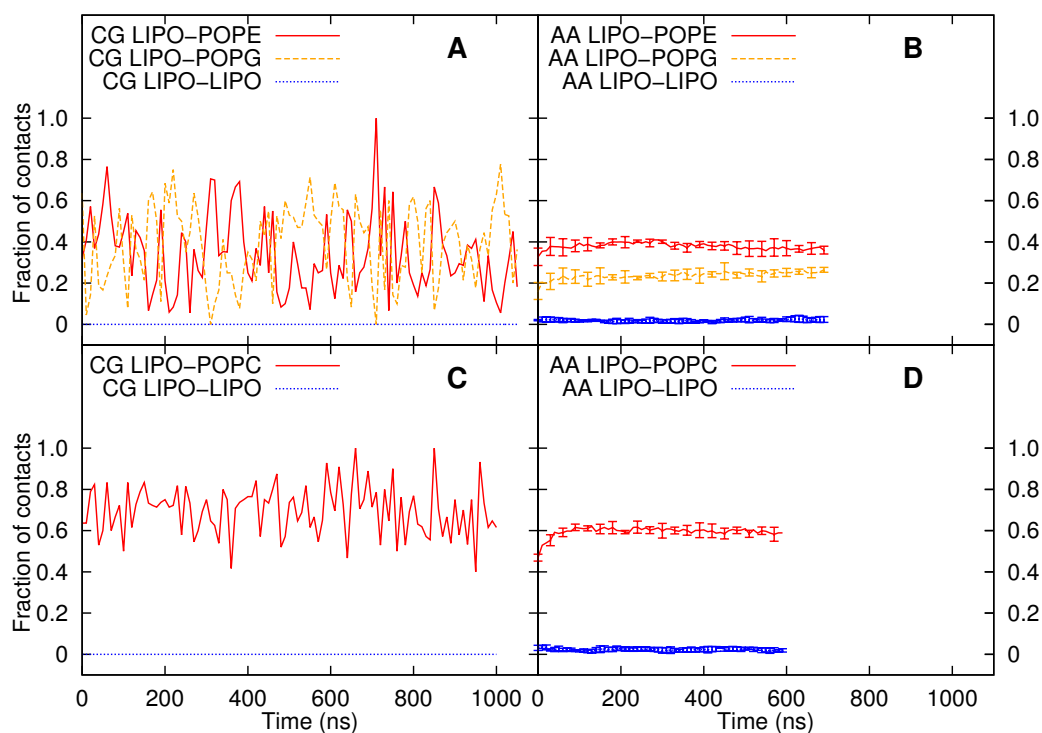 CG LIPO−POPE
CG LIPO−POPG
CG LIPO−LIPO
A
AA LIPO−POPE
AA LIPO−POPG
AA LIPO−LIPO
B
Fraction of contacts
1.0
0.8
0.6
0.4
0.2
0
1.0
0.8
0.6
0.4
0.2
0
CG LIPO−POPC
CG LIPO−LIPO
C
AA LIPO−POPC
AA LIPO−LIPO
D
Fraction of contacts
1.0
0.8
0.6
0.4
0.2
0
1.0
0.8
0.6
0.4
0.2
0
0 200 400 600 800 1000
0 200 400 600 800 1000
Time (ns)
Time (ns)